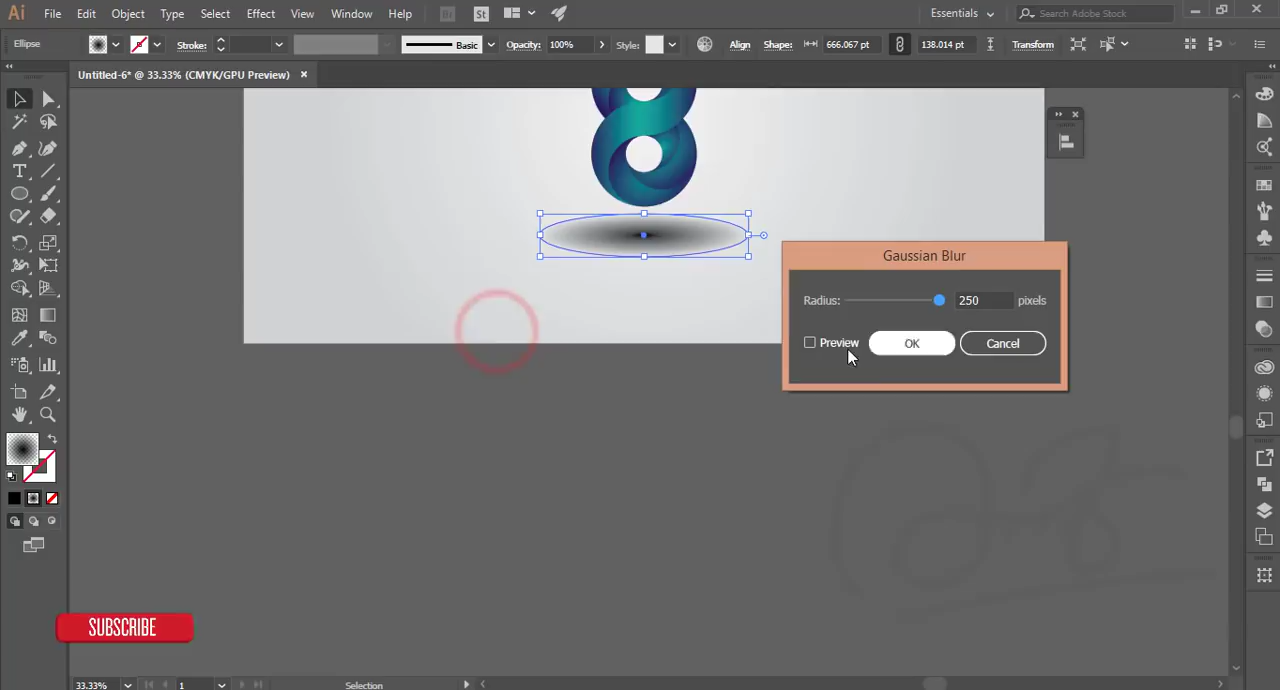 Ai File Edit Object Type Select Effect View Window Help Br St Essentials Search Adobe Stock
Ellipse Stroke: Basic Opacity: 100% Style: Align Shape: 666.067 pt 138.014 pt Transform
Untitled-6* @ 33.33% (CMYK/GPU Preview) ×
Gaussian Blur
Radius: 250 pixels
Preview OK Cancel
SUBSCRIBE
33.33% 1 Selection